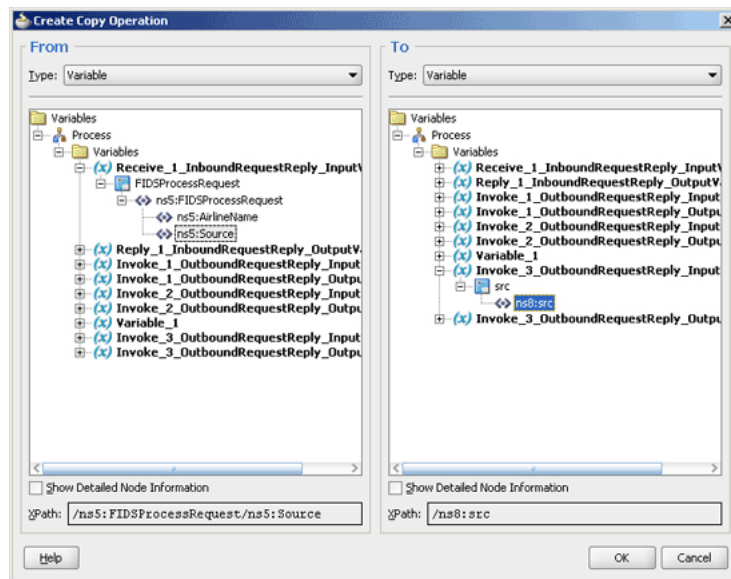 Create Copy Operation
From
Type: Variable
Variables
Process
Variables
Receive_1_InboundRequestReply_InputV
FIDSProcessRequest
ns5:FIDSProcessRequest
ns5:AirlineName
ns5:Source
Reply_1_InboundRequestReply_OutputV
Invoke_1_OutboundRequestReply_Input
Invoke_1_OutboundRequestReply_Outpu
Invoke_2_OutboundRequestReply_Input
Invoke_2_OutboundRequestReply_Outpu
Variable_1
Invoke_3_OutboundRequestReply_Input
Invoke_3_OutboundRequestReply_Outpu
Show Detailed Node Information
XPath: /ns5:FIDSProcessRequest/ns5:Source
To
Type: Variable
Variables
Process
Variables
Receive_1_InboundRequestReply_InputV
Reply_1_InboundRequestReply_OutputV
Invoke_1_OutboundRequestReply_Input
Invoke_1_OutboundRequestReply_Outpu
Invoke_2_OutboundRequestReply_Input
Invoke_2_OutboundRequestReply_Outpu
Variable_1
Invoke_3_OutboundRequestReply_Input
src
ns8:src
Invoke_3_OutboundRequestReply_Outpu
Show Detailed Node Information
XPath: /ns8:src
Help
OK
Cancel